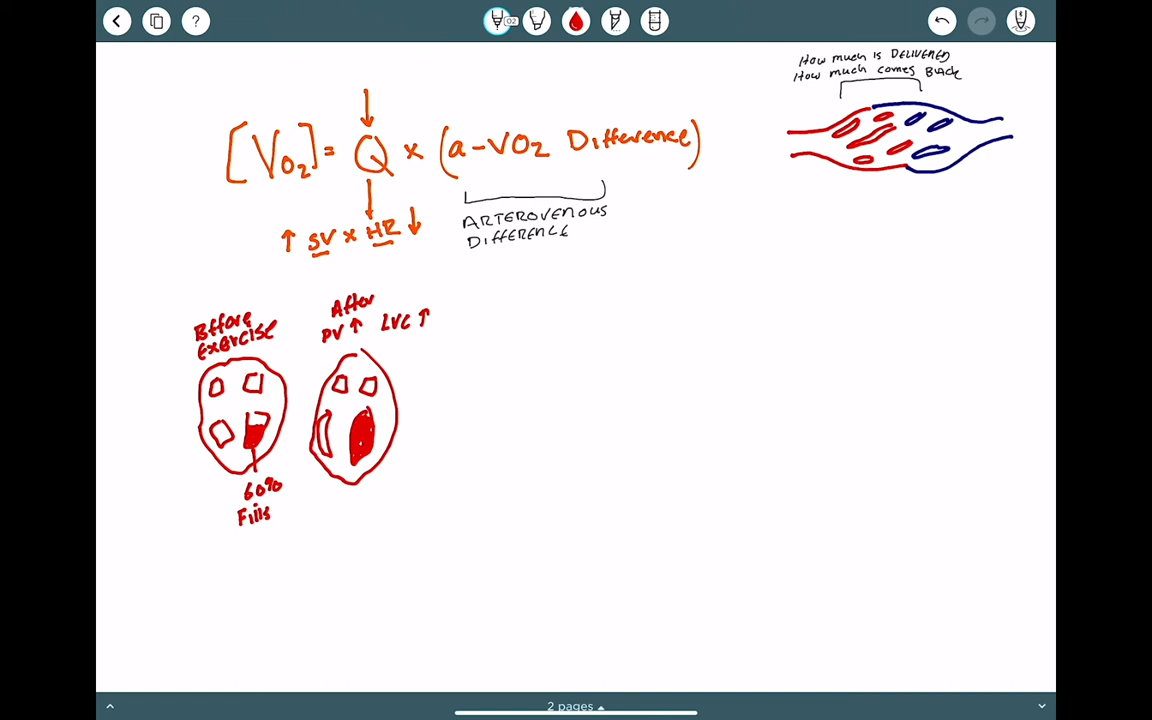 ?
02
How much is DELIVERED
How much comes Back
[VO2] = Q × (a-VO2 Difference)
↑ SV × HR ↓
ARTEROVENOUS
DIFFERENCE
Before
Exercise
After
PV ↑ LVC ↑
60%
Fills
2 pages